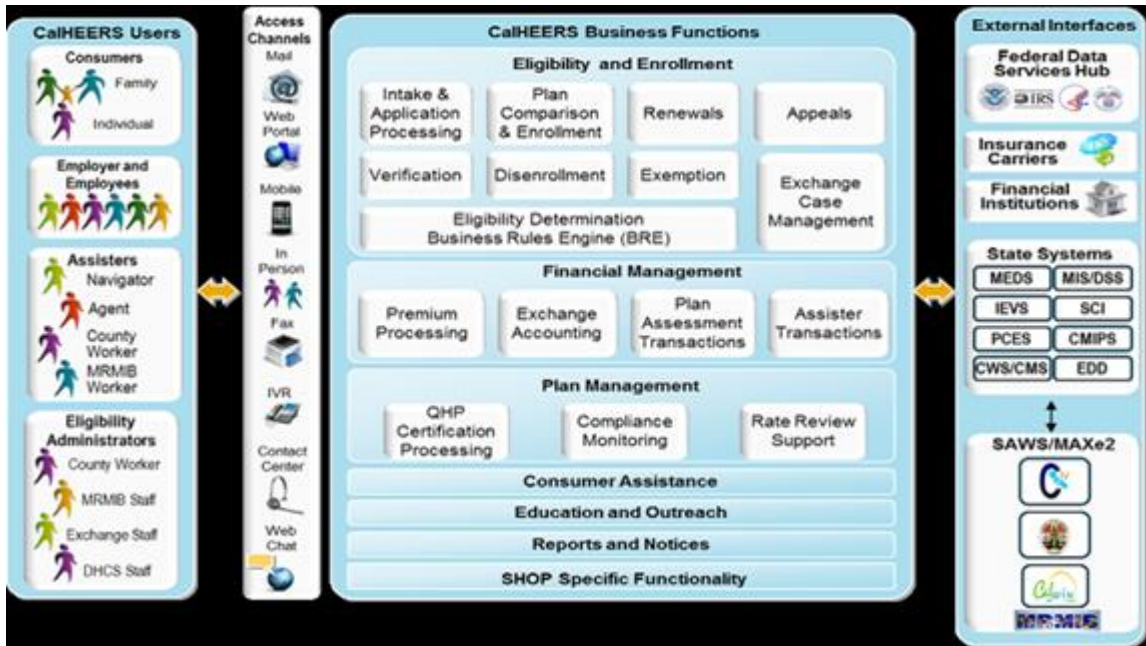 CalHEERS Users
Consumers
Family
Individual
Employer and
Employees
Assisters
Navigator
Agent
County
Worker
MRMIB
Worker
Eligibility
Administrators
County Worker
MRMIB Staff
Exchange Staff
DHCS Staff
Access
Channels
Mail
Web
Portal
Mobile
In
Person
Fax
IVR
Contact
Center
Web
Chat
CalHEERS Business Functions
Eligibility and Enrollment
Intake &
Application
Processing
Plan
Comparison
& Enrollment
Renewals
Appeals
Verification
Disenrollment
Exemption
Exchange
Case
Management
Eligibility Determination
Business Rules Engine (BRE)
Financial Management
Premium
Processing
Exchange
Accounting
Plan
Assessment
Transactions
Assister
Transactions
Plan Management
QHP
Certification
Processing
Compliance
Monitoring
Rate Review
Support
Consumer Assistance
Education and Outreach
Reports and Notices
SHOP Specific Functionality
External Interfaces
Federal Data
Services Hub
IRS
Insurance
Carriers
Financial
Institutions
State Systems
MEDS
MIS/DSS
IEVS
SCI
PCES
CMIPS
CWS/CMS
EDD
SAWS/MAXe2
CalWIN
MRMIB